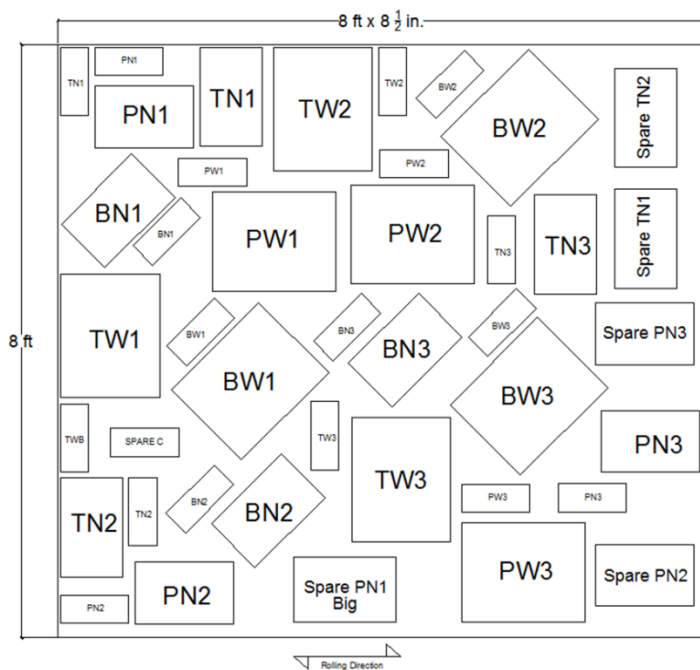 8 ft x 8 1/2 in.
TN1
PN1
PN1
TN1
TW2
TW2
BW2
BW2
Spare TN2
PW1
PW2
BN1
BN1
PW1
PW2
TN3
TN3
Spare TN1
8 ft
TW1
BW1
BW1
BN3
BN3
BW3
BW3
Spare PN3
TWB
SPARE C
TW3
TW3
PN3
TN2
TN2
BN2
BN2
PW3
PN3
PN2
PN2
Spare PN1
Big
PW3
Spare PN2
Rolling Direction